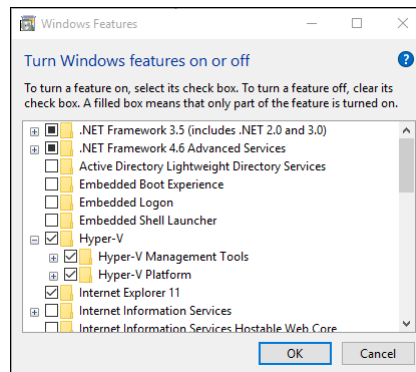 Windows Features
Turn Windows features on or off
To turn a feature on, select its check box. To turn a feature off, clear its
check box. A filled box means that only part of the feature is turned on.
.NET Framework 3.5 (includes .NET 2.0 and 3.0)
.NET Framework 4.6 Advanced Services
Active Directory Lightweight Directory Services
Embedded Boot Experience
Embedded Logon
Embedded Shell Launcher
Hyper-V
Hyper-V Management Tools
Hyper-V Platform
Internet Explorer 11
Internet Information Services
Internet Information Services Hostable Web Core
OK Cancel